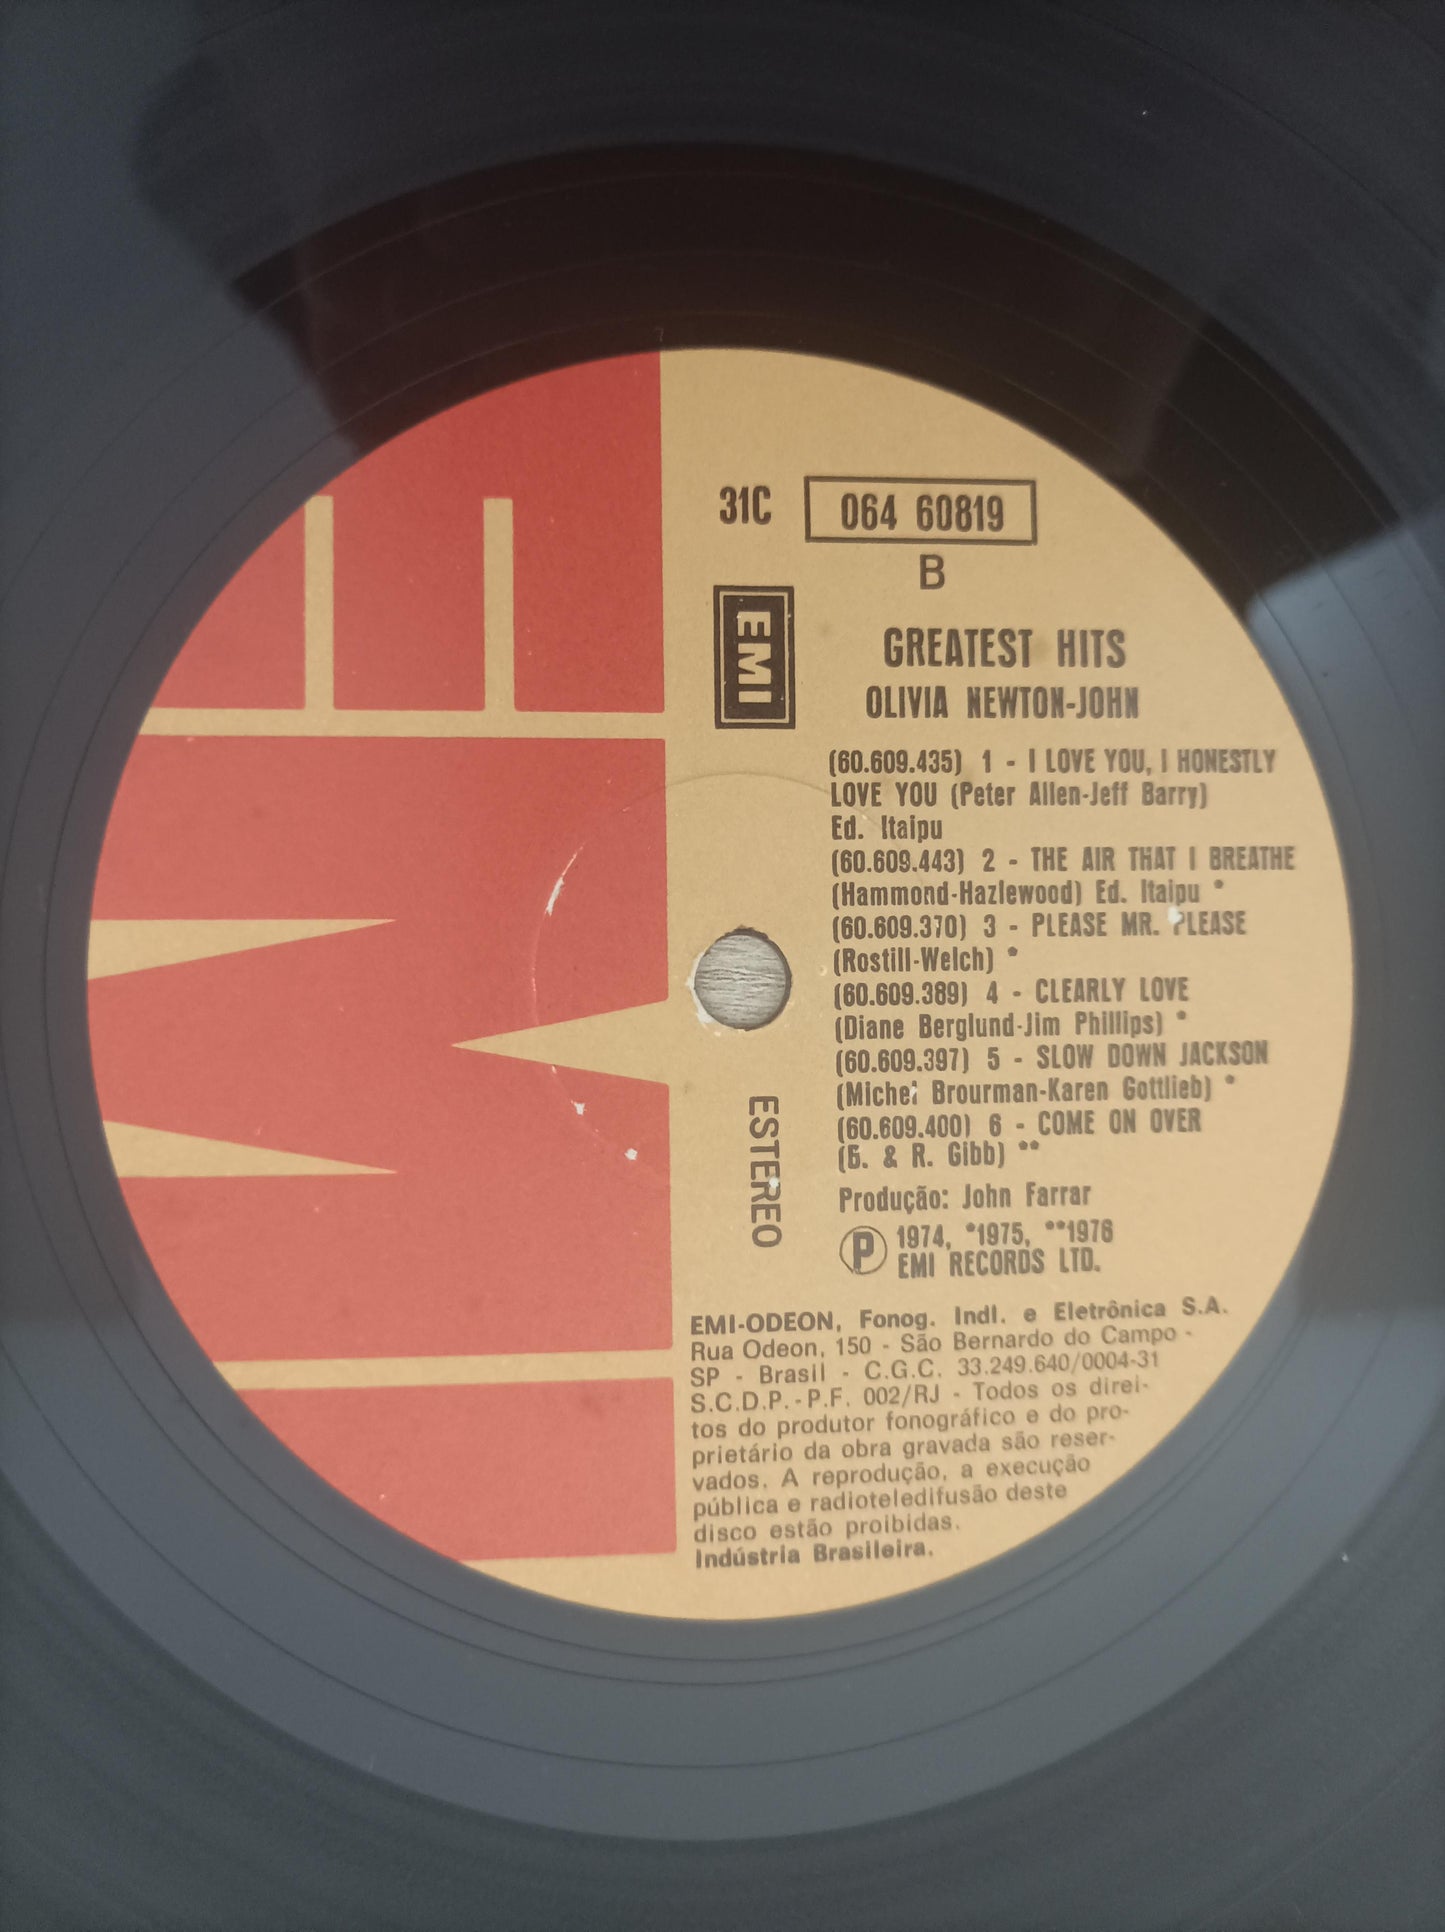 31C 064 60819
B
EMI
GREATEST HITS
OLIVIA NEWTON-JOHN
(60.609.435) 1 - I LOVE YOU, I HONESTLY
LOVE YOU (Peter Allen-Jeff Barry)
Ed. Itaipu
(60.609.443) 2 - THE AIR THAT I BREATHE
(Hammond-Hazlewood) Ed. Itaipu *
(60.609.370) 3 - PLEASE MR. PLEASE
(Rostill-Welch) *
(60.609.389) 4 - CLEARLY LOVE
(Diane Berglund-Jim Phillips) *
(60.609.397) 5 - SLOW DOWN JACKSON
(Michel Brourman-Karen Gottlieb) *
(60.609.400) 6 - COME ON OVER
(B. & R. Gibb) **
Produção: John Farrar
Ⓟ 1974, *1975, **1976
EMI RECORDS LTD.
ESTEREO
EMI-ODEON, Fonog. Indl. e Eletrônica S.A.
Rua Odeon, 150 - São Bernardo do Campo -
SP - Brasil - C.G.C. 33.249.640/0004-31
S.C.D.P. - P.F. 002/RJ - Todos os direi-
tos do produtor fonográfico e do pro-
prietário da obra gravada são reser-
vados. A reprodução, a execução
pública e radioteledifusão deste
disco estão proibidas.
Indústria Brasileira.
EMI